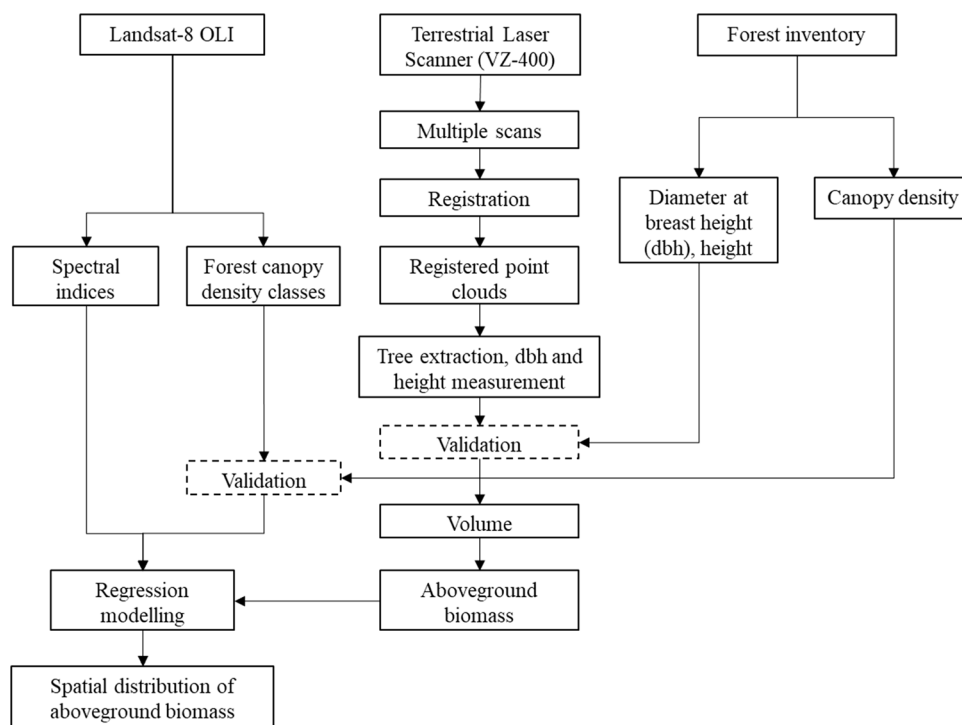 Landsat-8 OLI
Terrestrial Laser
Scanner (VZ-400)
Forest inventory
Multiple scans
Registration
Diameter at
breast height
(dbh), height
Canopy density
Spectral
indices
Forest canopy
density classes
Registered point
clouds
Tree extraction, dbh and
height measurement
Validation
Validation
Volume
Regression
modelling
Aboveground
biomass
Spatial distribution of
aboveground biomass